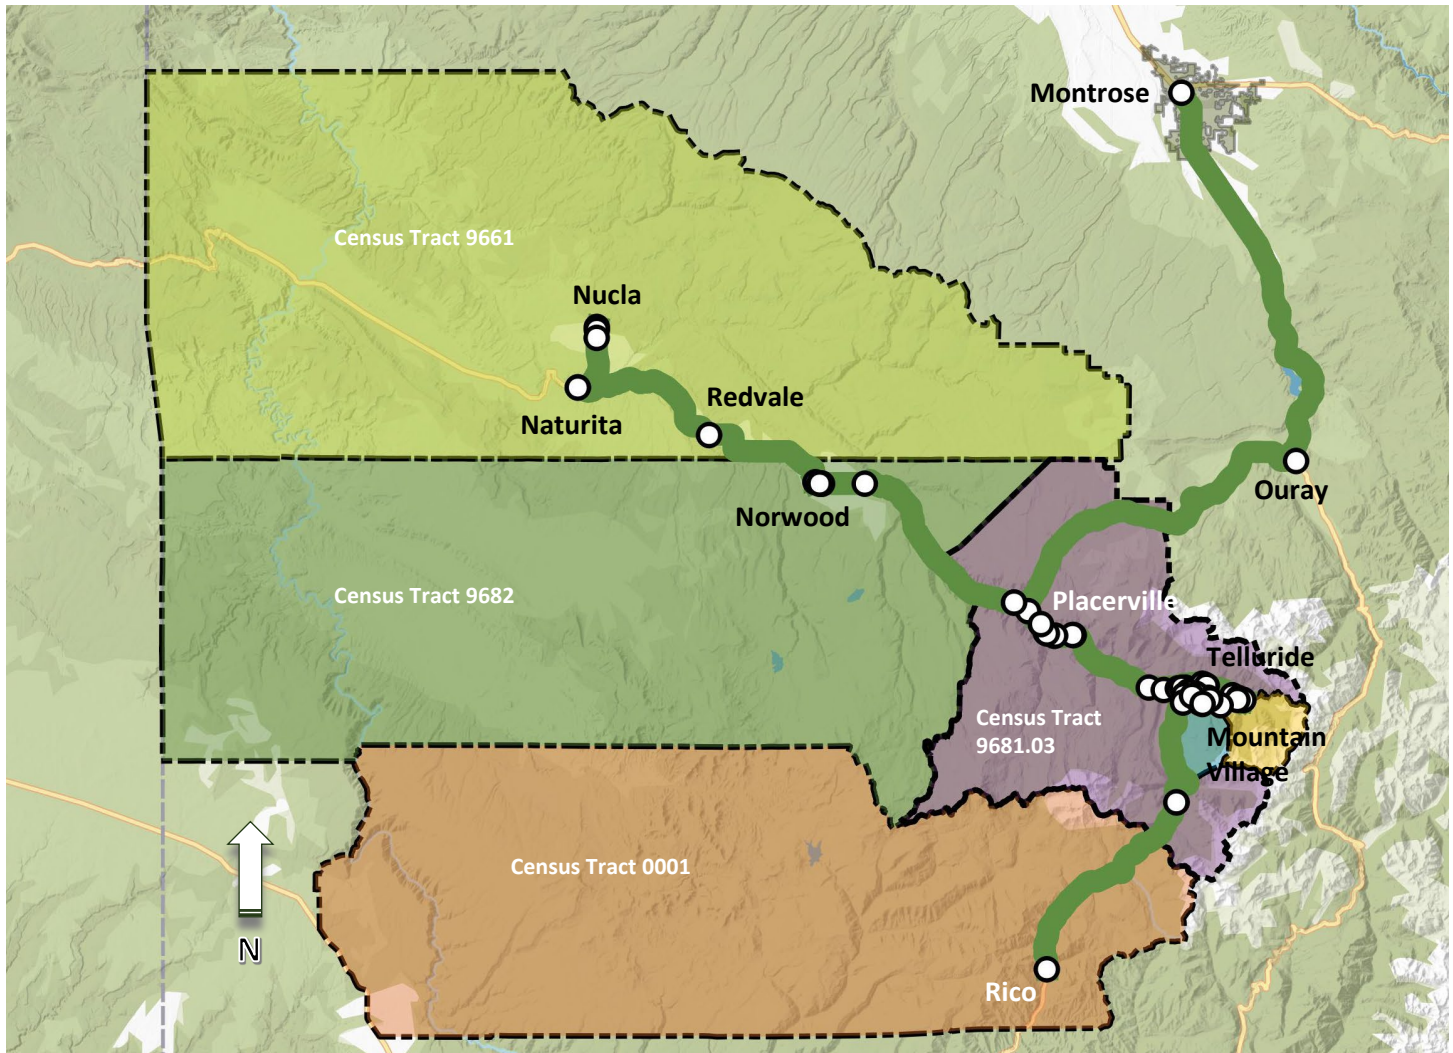 Montrose
Census Tract 9661
Nucla
Redvale
Naturita
Ouray
Norwood
Census Tract 9682
Placerville
Telluride
Census Tract
9681.03
Mountain
Village
Census Tract 0001
N
Rico